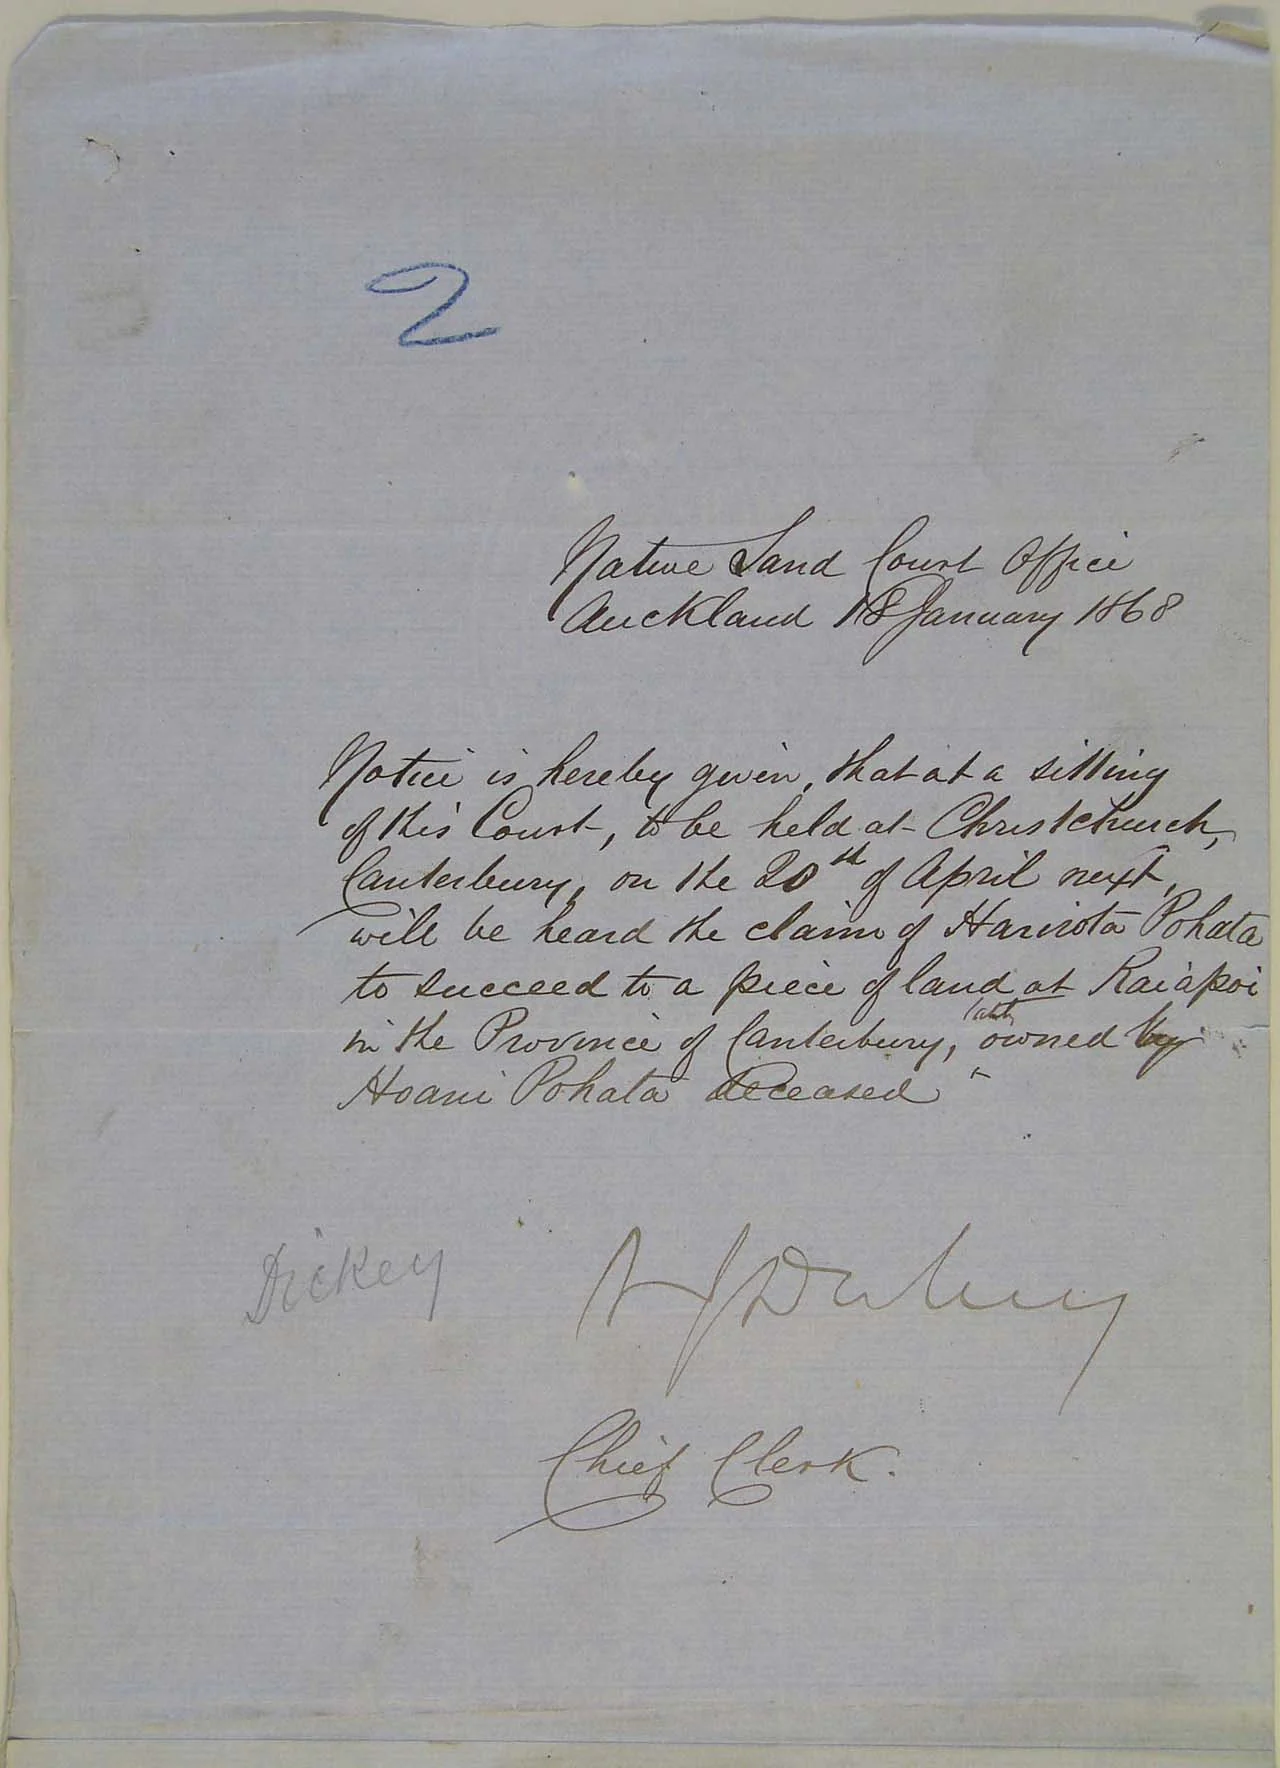 2
Native Land Court Office
Auckland 18 January 1868
Notice is hereby given, that at a sitting
of this Court, to be held at Christchurch,
Canterbury, on the 20th of April next,
will be heard the claim of Harirota Pohata
to succeed to a piece of land at Kaiapoi
in the Province of Canterbury, lately owned by
Hoani Pohata deceased
Dickey
Dickey
Chief Clerk.